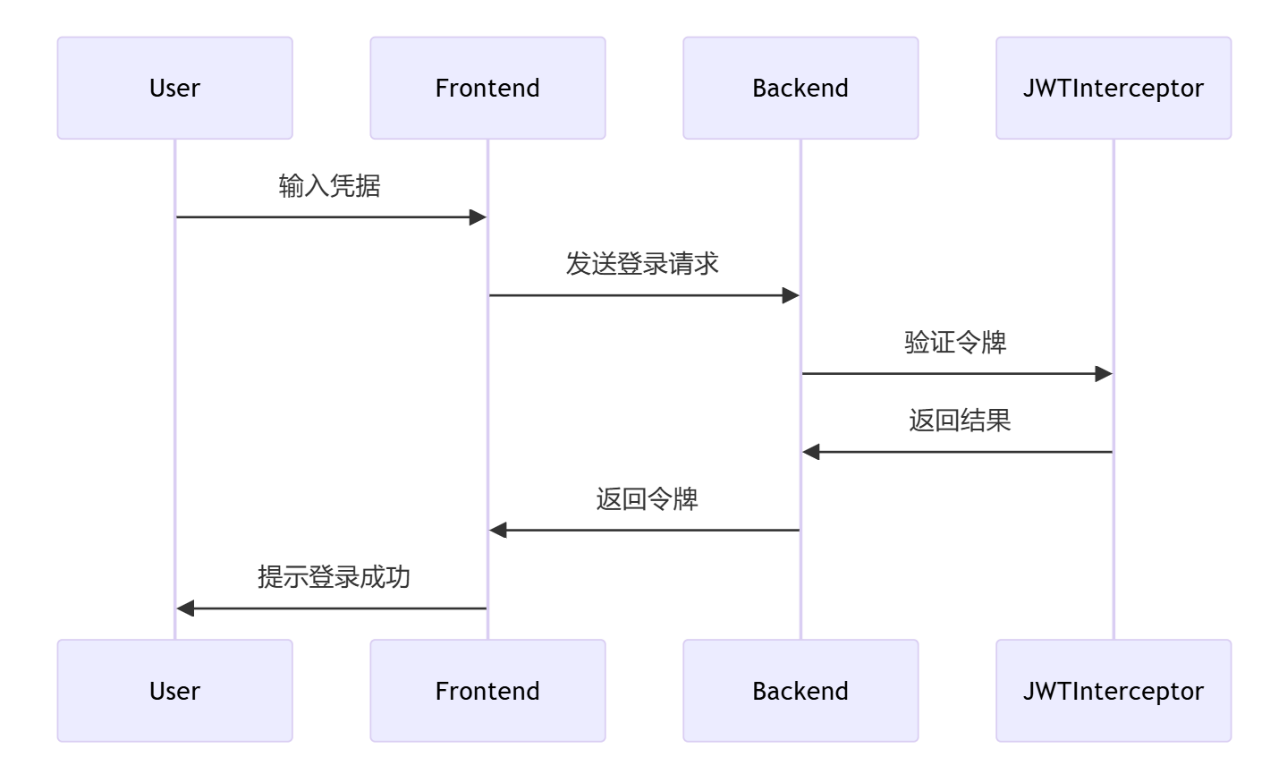 User
Frontend
Backend
JWTInterceptor
输入凭据
发送登录请求
验证令牌
返回结果
返回令牌
提示登录成功
User
Frontend
Backend
JWTInterceptor